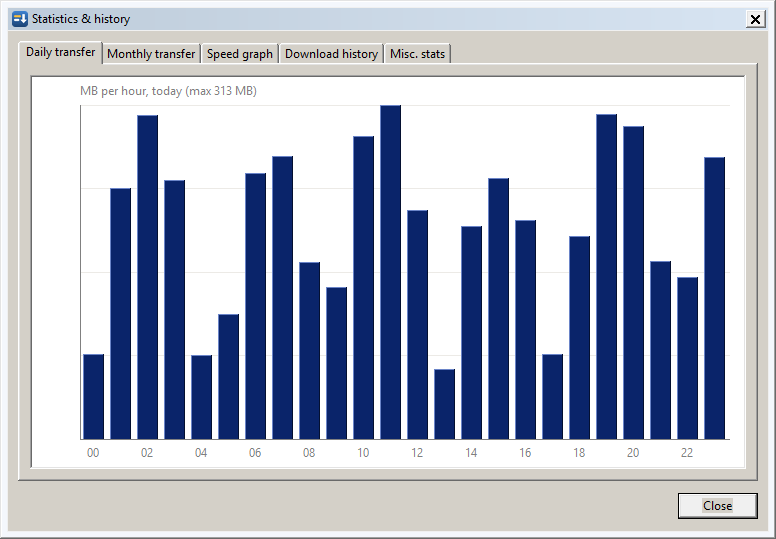 Statistics & history
Daily transfer Monthly transfer Speed graph Download history Misc. stats
MB per hour, today (max 313 MB)
00 02 04 06 08 10 12 14 16 18 20 22
Close